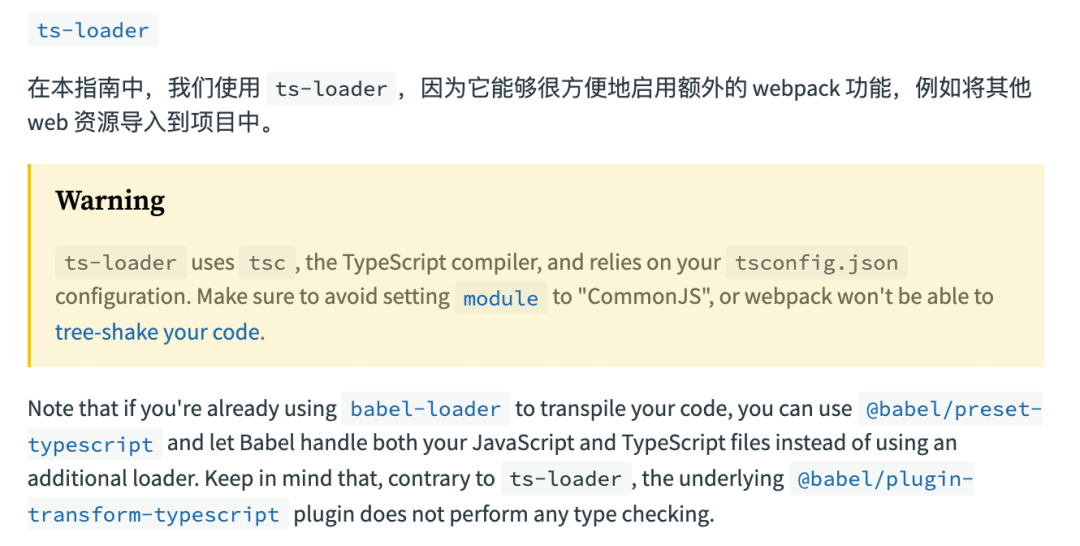 ts-loader
在本指南中，我们使用 ts-loader，因为它能够很方便地启用额外的 webpack 功能，例如将其他
web 资源导入到项目中。
Warning
ts-loader uses tsc, the TypeScript compiler, and relies on your tsconfig.json
configuration. Make sure to avoid setting module to "CommonJS", or webpack won't be able to
tree-shake your code.
Note that if you're already using babel-loader to transpile your code, you can use @babel/preset-
typescript and let Babel handle both your JavaScript and TypeScript files instead of using an
additional loader. Keep in mind that, contrary to ts-loader, the underlying @babel/plugin-
transform-typescript plugin does not perform any type checking.